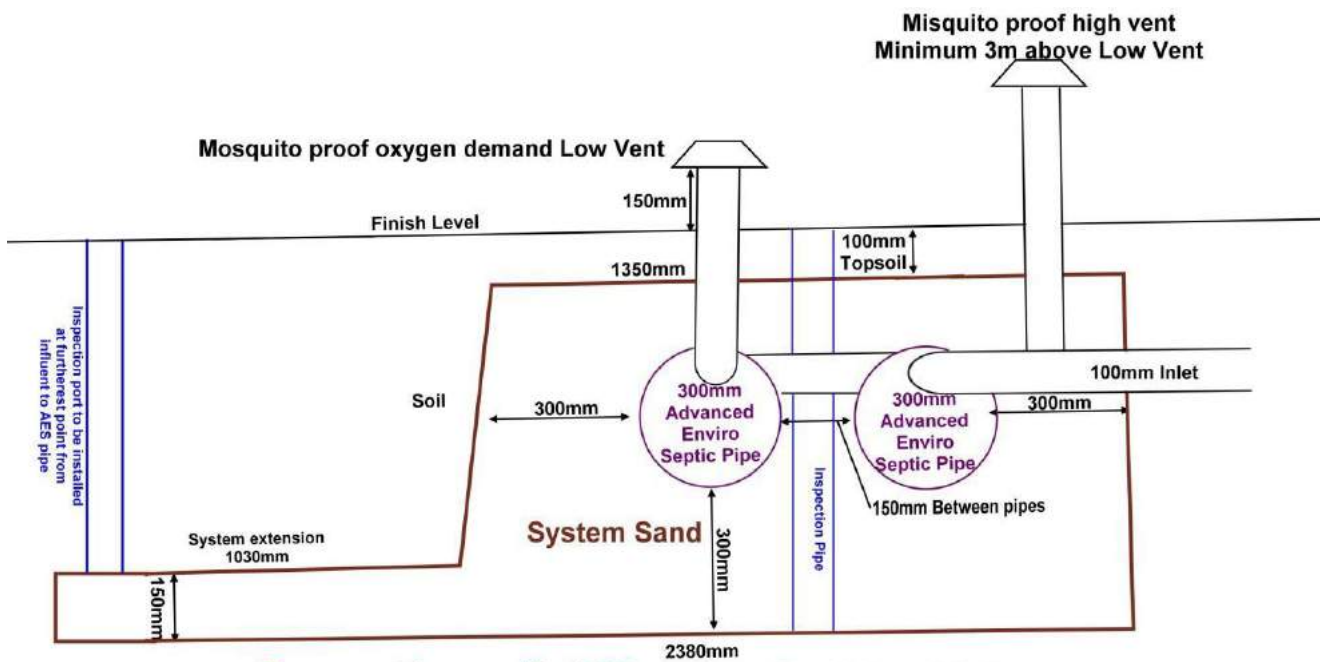 Misquito proof high vent
Minimum 3m above Low Vent
Mosquito proof oxygen demand Low Vent
150mm
Finish Level
100mm
Topsoil
1350mm
Inspection port to be installed
at furtherest point from
influent to AES pipe
Soil
300mm
300mm
Advanced
Enviro
Septic Pipe
100mm Inlet
300mm
300mm
Advanced
Enviro
Septic Pipe
150mm Between pipes
System Sand
300mm
Inspection Pipe
System extension
1030mm
150mm
2380mm